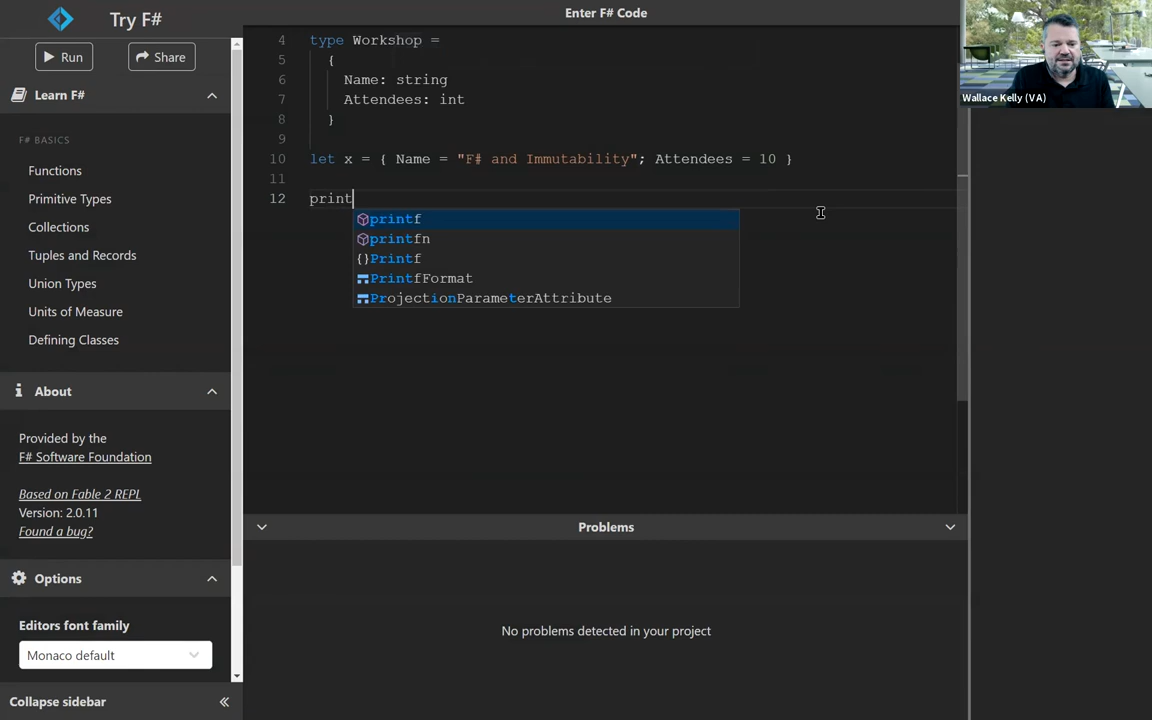 Try F#
Run
Share
Learn F#
F# BASICS
Functions
Primitive Types
Collections
Tuples and Records
Union Types
Units of Measure
Defining Classes
About
Provided by the
F# Software Foundation
Based on Fable 2 REPL
Version: 2.0.11
Found a bug?
Options
Editors font family
Monaco default
Collapse sidebar
Enter F# Code
4 type Workshop =
5 {
6 Name: string
7 Attendees: int
8 }
9
10 let x = { Name = "F# and Immutability"; Attendees = 10 }
11
12 print
printf
printfn
{}Printf
PrintfFormat
ProjectionParameterAttribute
Problems
No problems detected in your project
Wallace Kelly (VA)